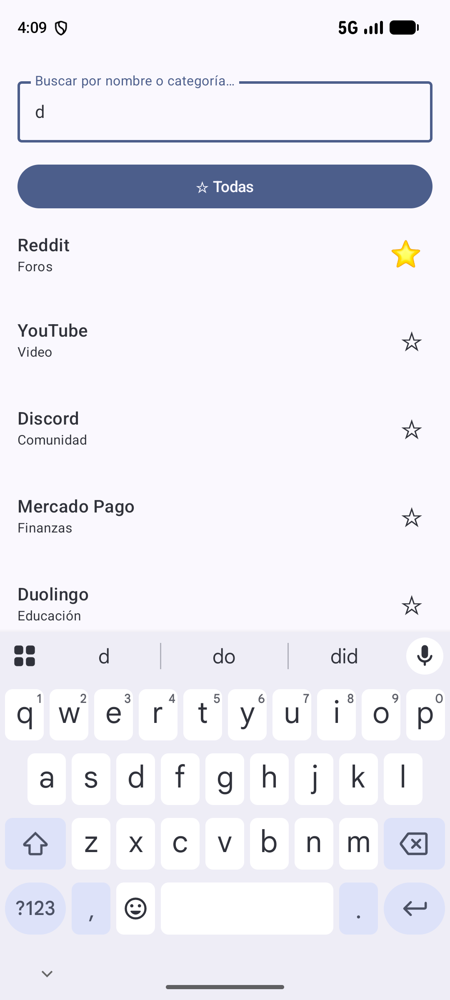 4:09
5G
Buscar por nombre o categoría...
d
☆ Todas
Reddit
Foros
YouTube
Video
Discord
Comunidad
Mercado Pago
Finanzas
Duolingo
Educación
d do did
q1 w2 e3 r4 t5 y6 u7 i8 o9 p0
a s d f g h j k l
z x c v b n m
?123 , .